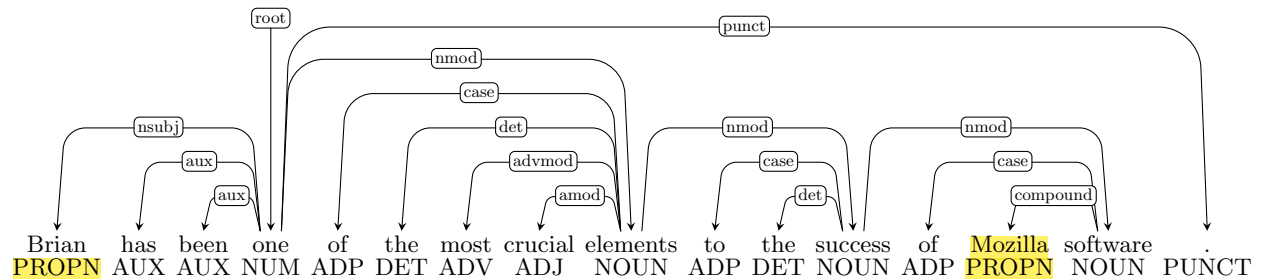 root
punct
nmod
case
nsubj det nmod nmod
aux advmod case case
aux amod det compound
Brian has been one of the most crucial elements to the success of Mozilla software .
PROPN AUX AUX NUM ADP DET ADV ADJ NOUN ADP DET NOUN ADP PROPN NOUN PUNCT